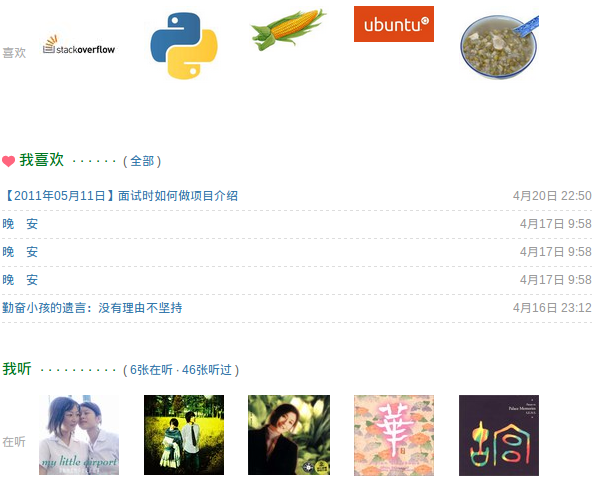 喜欢
stackoverflow
ubuntu
我喜欢 · · · · · · ( 全部 )
【2011年05月11日】面试时如何做项目介绍 4月20日 22:50
晚 安 4月17日 9:58
晚 安 4月17日 9:58
晚 安 4月17日 9:58
勤奋小孩的遗言：没有理由不坚持 4月16日 23:12
我听 · · · · · · · · · · ( 6张在听 · 46张听过 )
在听
my little airport
華
Palace Memories